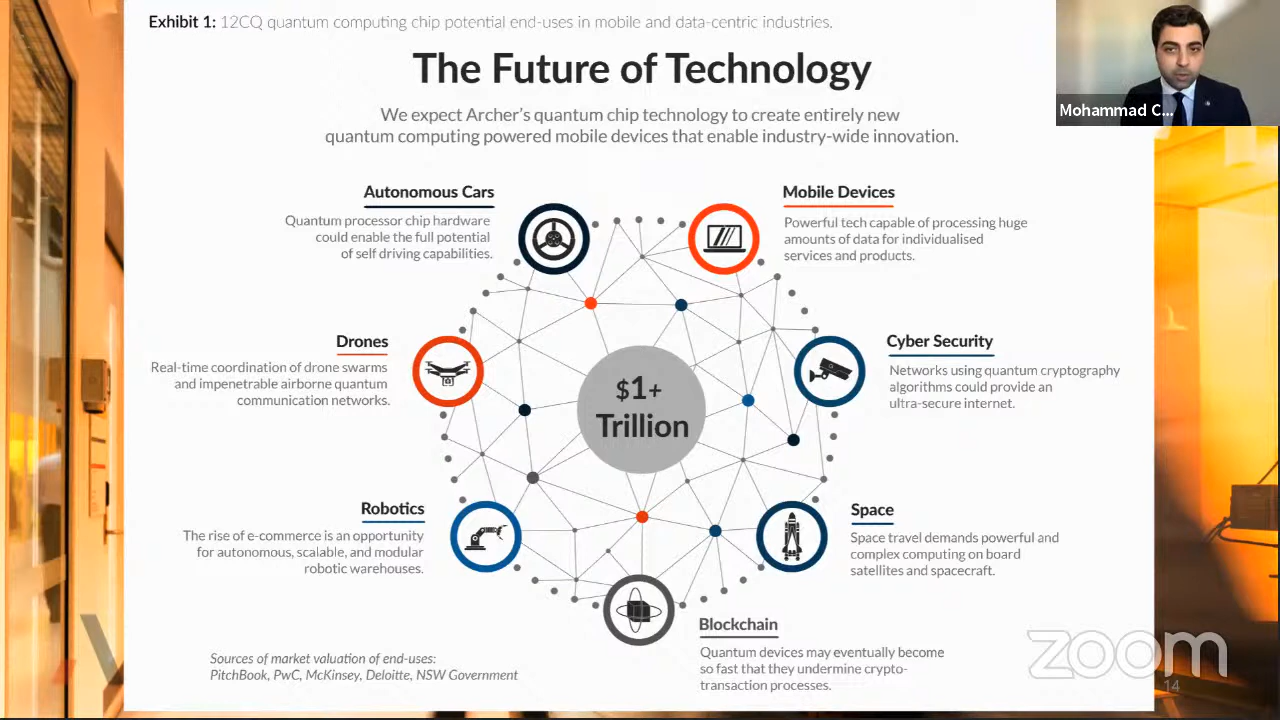 Exhibit 1: 12CQ quantum computing chip potential end-uses in mobile and data-centric industries.
The Future of Technology
We expect Archer's quantum chip technology to create entirely new
quantum computing powered mobile devices that enable industry-wide innovation.
Mohammad C...
Autonomous Cars
Quantum processor chip hardware
could enable the full potential
of self driving capabilities.
Mobile Devices
Powerful tech capable of processing huge
amounts of data for individualised
services and products.
Drones
Real-time coordination of drone swarms
and impenetrable airborne quantum
communication networks.
Cyber Security
Networks using quantum cryptography
algorithms could provide an
ultra-secure internet.
$1+
Trillion
Robotics
The rise of e-commerce is an opportunity
for autonomous, scalable, and modular
robotic warehouses.
Space
Space travel demands powerful and
complex computing on board
satellites and spacecraft.
Blockchain
Quantum devices may eventually become
so fast that they undermine crypto-
transaction processes.
Sources of market valuation of end-uses:
PitchBook, PwC, McKinsey, Deloitte, NSW Government
zoom
14